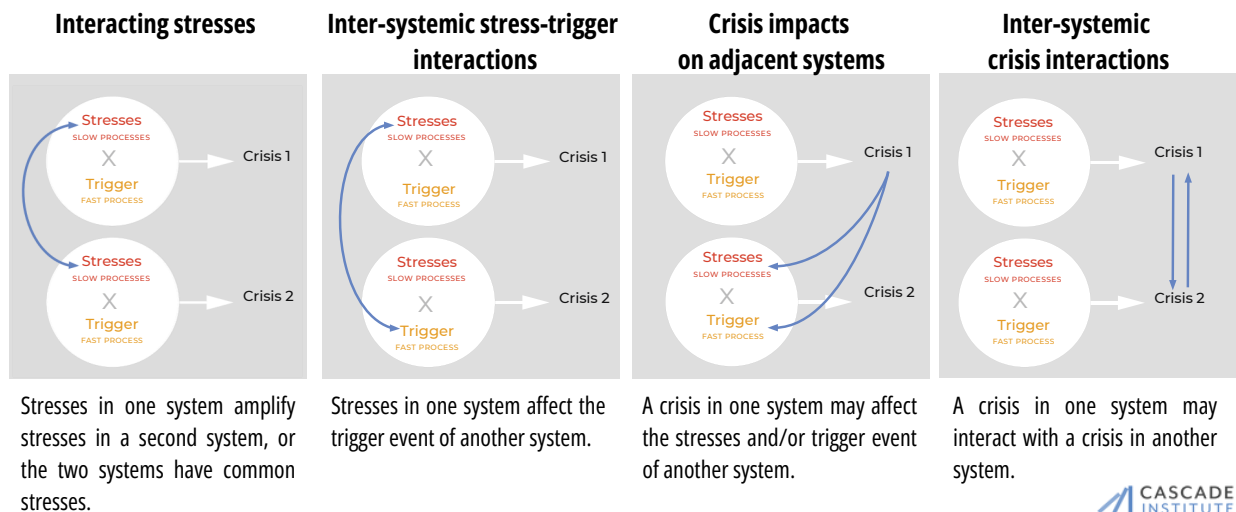 Interacting stresses
Stresses
SLOW PROCESSES
X
Trigger
FAST PROCESS
Crisis 1
Stresses
SLOW PROCESSES
X
Trigger
FAST PROCESS
Crisis 2
Stresses in one system amplify
stresses in a second system, or
the two systems have common
stresses.
Inter-systemic stress-trigger
interactions
Stresses
SLOW PROCESSES
X
Trigger
FAST PROCESS
Crisis 1
Stresses
SLOW PROCESSES
X
Trigger
FAST PROCESS
Crisis 2
Stresses in one system affect the
trigger event of another system.
Crisis impacts
on adjacent systems
Stresses
SLOW PROCESSES
X
Trigger
FAST PROCESS
Crisis 1
Stresses
SLOW PROCESSES
X
Trigger
FAST PROCESS
Crisis 2
A crisis in one system may affect
the stresses and/or trigger event
of another system.
Inter-systemic
crisis interactions
Stresses
SLOW PROCESSES
X
Trigger
FAST PROCESS
Crisis 1
Stresses
SLOW PROCESSES
X
Trigger
FAST PROCESS
Crisis 2
A crisis in one system may
interact with a crisis in another
system.
CASCADE
INSTITUTE